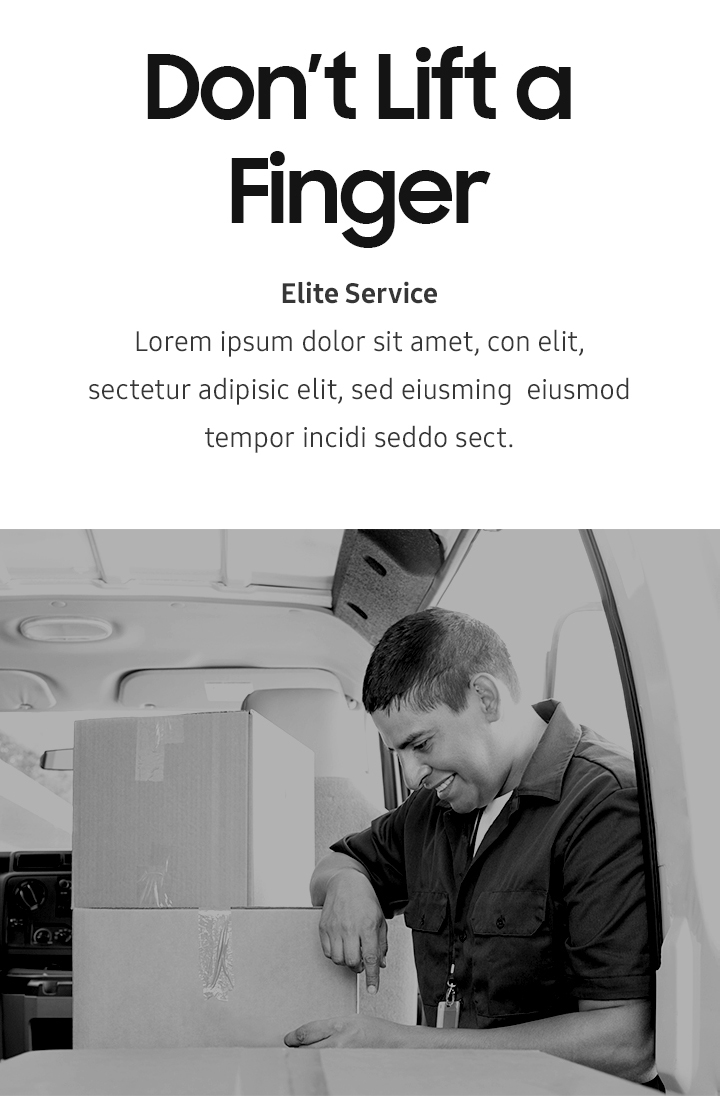 Don’t Lift a
Finger
Elite Service
Lorem ipsum dolor sit amet, con elit,
sectetur adipisic elit, sed eiusming  eiusmod
tempor incidi seddo sect.